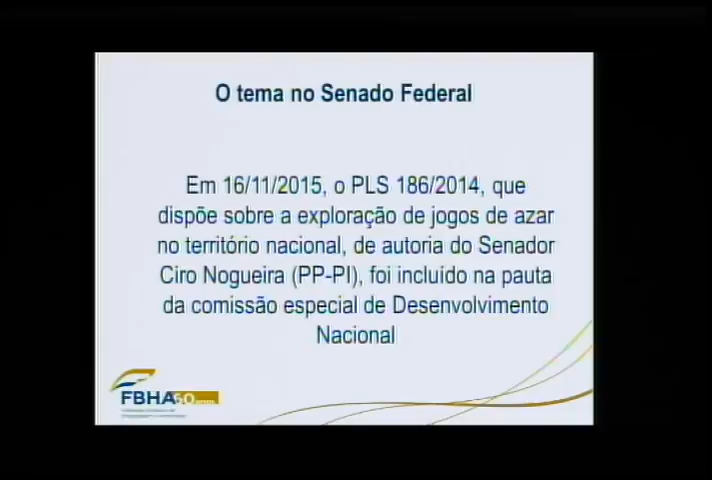 O tema no Senado Federal
Em 16/11/2015, o PLS 186/2014, que
dispõe sobre a exploração de jogos de azar
no território nacional, de autoria do Senador
Ciro Nogueira (PP-PI), foi incluído na pauta
da comissão especial de Desenvolvimento
Nacional
FBHA 60